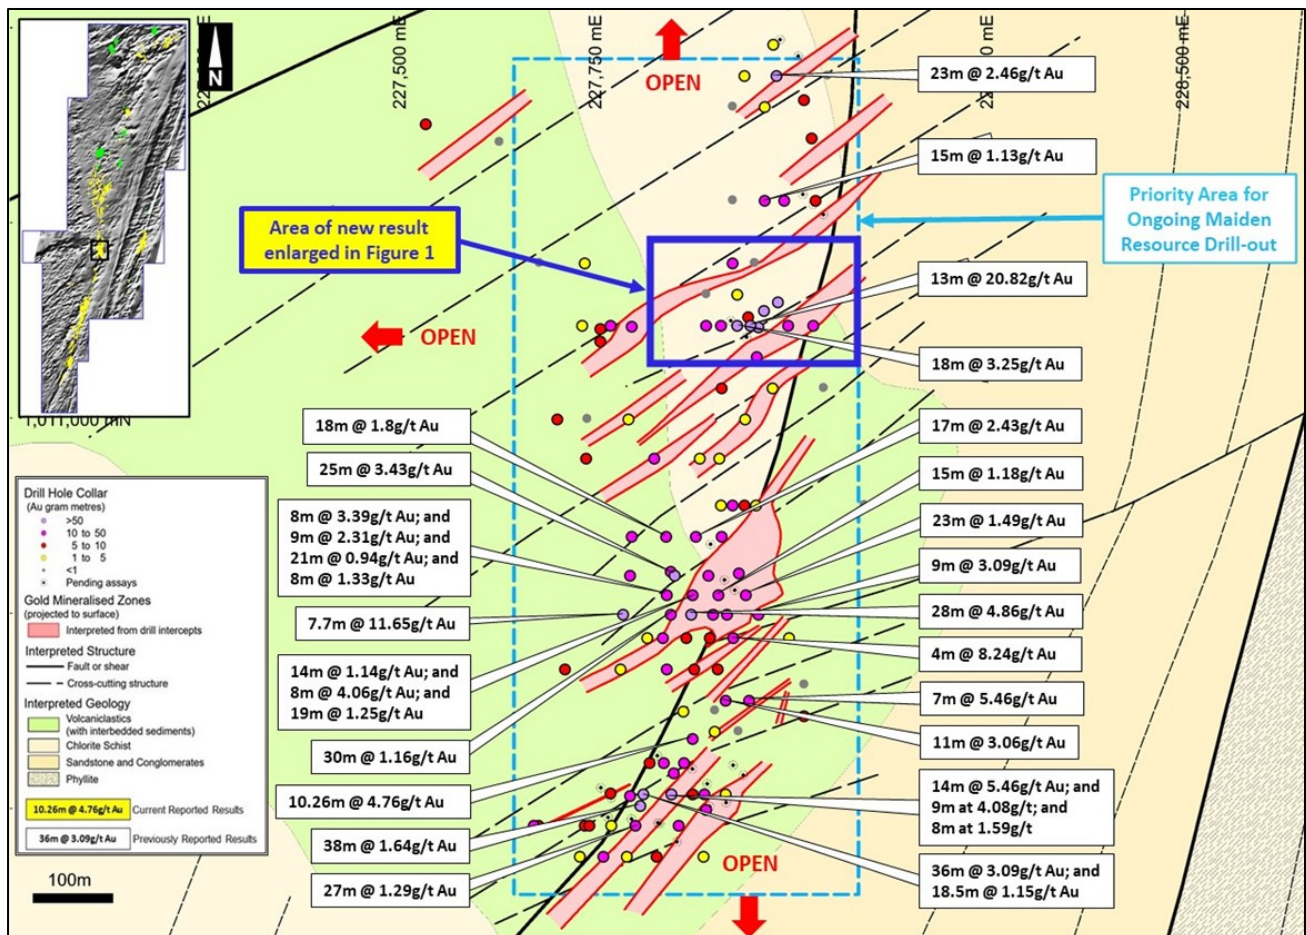 N
227,500 mE
227,750 mE
228,500 mE
OPEN
23m @ 2.46g/t Au
15m @ 1.13g/t Au
Priority Area for
Ongoing Maiden
Resource Drill-out
Area of new result
enlarged in Figure 1
13m @ 20.82g/t Au
OPEN
18m @ 3.25g/t Au
1,011,000 mN
18m @ 1.8g/t Au
25m @ 3.43g/t Au
8m @ 3.39g/t Au; and
9m @ 2.31g/t Au; and
21m @ 0.94g/t Au; and
8m @ 1.33g/t Au
7.7m @ 11.65g/t Au
14m @ 1.14g/t Au; and
8m @ 4.06g/t Au; and
19m @ 1.25g/t Au
30m @ 1.16g/t Au
10.26m @ 4.76g/t Au
38m @ 1.64g/t Au
27m @ 1.29g/t Au
17m @ 2.43g/t Au
15m @ 1.18g/t Au
23m @ 1.49g/t Au
9m @ 3.09g/t Au
28m @ 4.86g/t Au
4m @ 8.24g/t Au
7m @ 5.46g/t Au
11m @ 3.06g/t Au
14m @ 5.46g/t Au; and
9m at 4.08g/t; and
8m at 1.59g/t
36m @ 3.09g/t Au; and
18.5m @ 1.15g/t Au
OPEN
Drill Hole Collar
(Au gram metres)
>50
10 to 50
5 to 10
1 to 5
<1
Pending assays
Gold Mineralised Zones
(projected to surface)
Interpreted from drill intercepts
Interpreted Structure
Fault or shear
Cross-cutting structure
Interpreted Geology
Volcaniclastics
(with interbedded sediments)
Chlorite Schist
Sandstone and Conglomerates
Phyllite
10.26m @ 4.76g/t Au Current Reported Results
36m @ 3.09g/t Au Previously Reported Results
100m